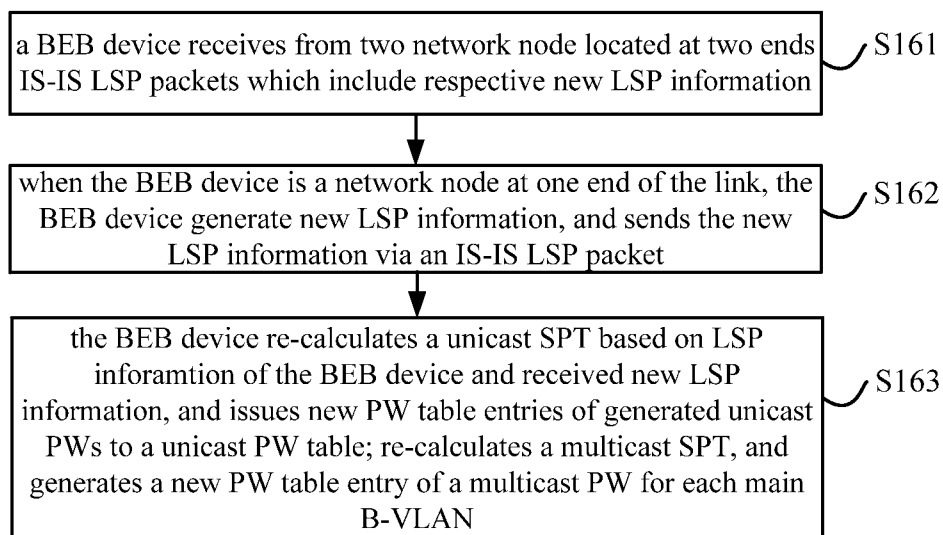 a BEB device receives from two network node located at two ends
IS-IS LSP packets which include respective new LSP information
S161
when the BEB device is a network node at one end of the link, the
BEB device generate new LSP information, and sends the new
LSP information via an IS-IS LSP packet
S162
the BEB device re-calculates a unicast SPT based on LSP
inforamtion of the BEB device and received new LSP
information, and issues new PW table entries of generated unicast
PWs to a unicast PW table; re-calculates a multicast SPT, and
generates a new PW table entry of a multicast PW for each main
B-VLAN
S163